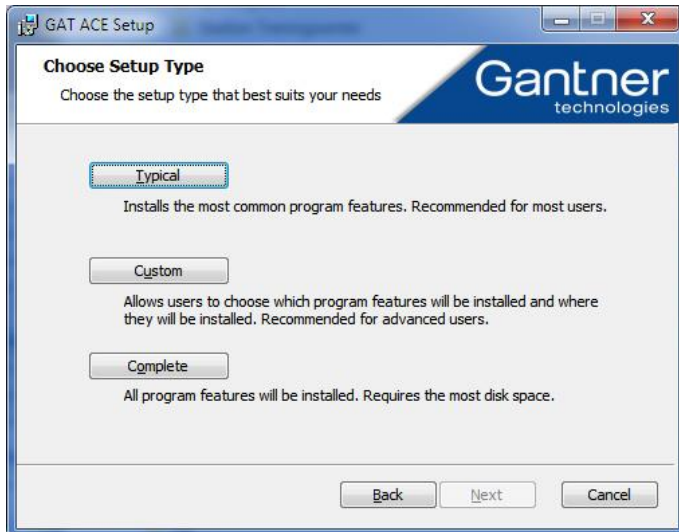 GAT ACE Setup
Choose Setup Type
Choose the setup type that best suits your needs
Gantner
technologies
Typical
Installs the most common program features. Recommended for most users.
Custom
Allows users to choose which program features will be installed and where
they will be installed. Recommended for advanced users.
Complete
All program features will be installed. Requires the most disk space.
Back
Next
Cancel